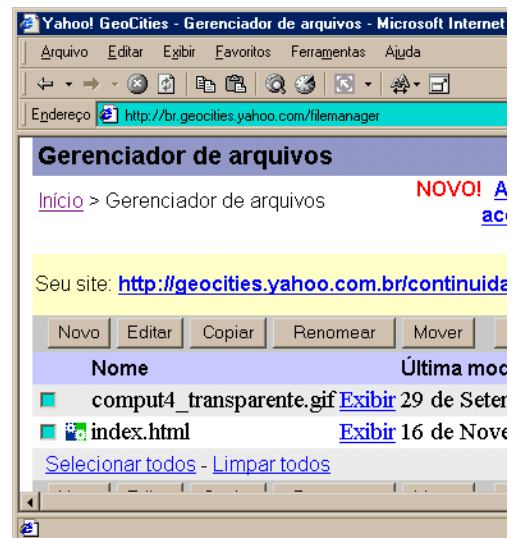 Yahoo! GeoCities - Gerenciador de arquivos - Microsoft Internet
Arquivo Editar Exibir Favoritos Ferramentas Ajuda
Endereço http://br.geocities.yahoo.com/filemanager
Gerenciador de arquivos
Início > Gerenciador de arquivos NOVO! A
ace
Seu site: http://geocities.yahoo.com.br/continuida
Novo Editar Copiar Renomear Mover
Nome Última mod
comput4_transparente.gif Exibir 29 de Seter
index.html Exibir 16 de Nove
Selecionar todos - Limpar todos